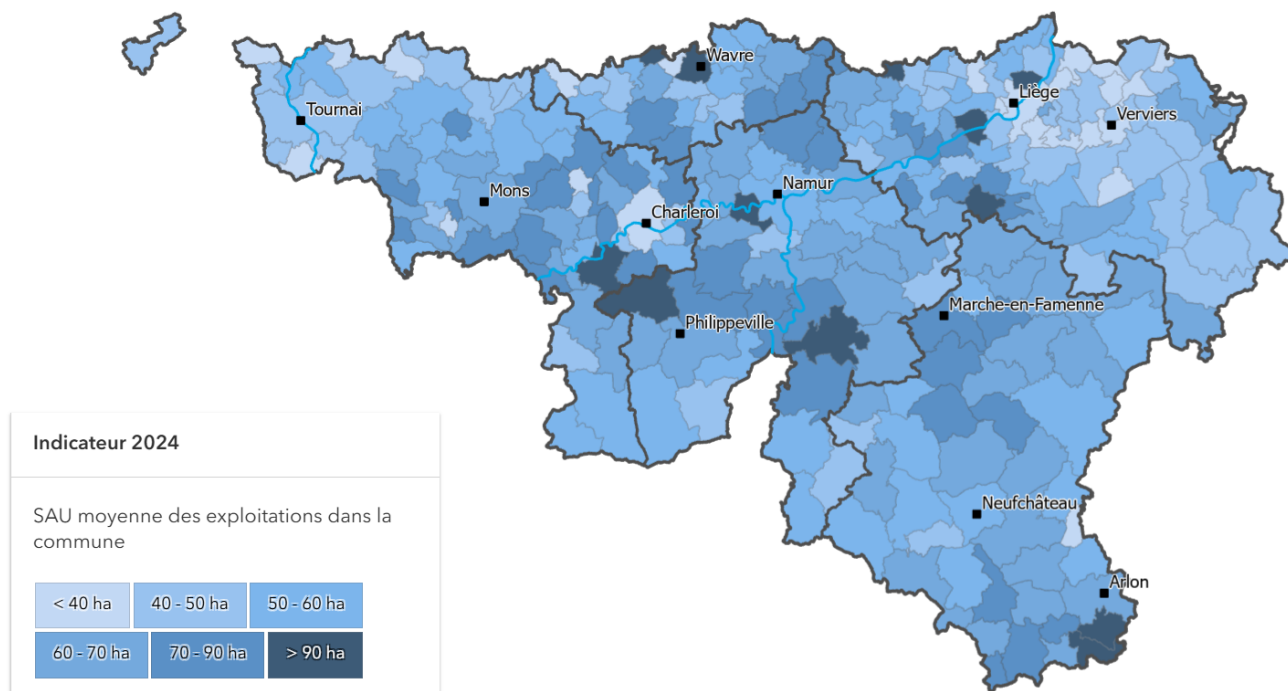 Wavre
Liège
Tournai
Verviers
Mons
Namur
Charleroi
Marche-en-Famenne
Philippeville
Indicateur 2024
SAU moyenne des exploitations dans la
commune
Neufchâteau
< 40 ha 40 - 50 ha 50 - 60 ha
Arlon
60 - 70 ha 70 - 90 ha > 90 ha